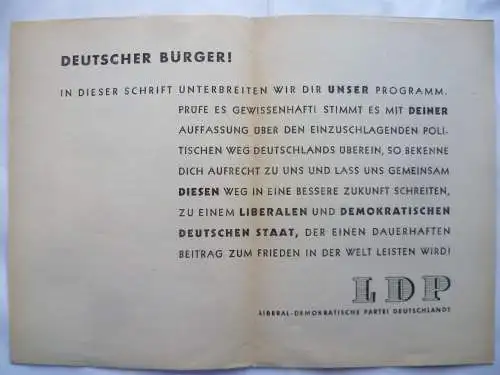 DEUTSCHER BÜRGER!
IN DIESER SCHRIFT UNTERBREITEN WIR DIR UNSER PROGRAMM.
PRÜFE ES GEWISSENHAFT! STIMMT ES MIT DEINER
AUFFASSUNG ÜBER DEN EINZUSCHLAGENDEN POLI-
TISCHEN WEG DEUTSCHLANDS ÜBEREIN, SO BEKENNE
DICH AUFRECHT ZU UNS UND LASS UNS GEMEINSAM
DIESEN WEG IN EINE BESSERE ZUKUNFT SCHREITEN,
ZU EINEM LIBERALEN UND DEMOKRATISCHEN
DEUTSCHEN STAAT, DER EINEN DAUERHAFTEN
BEITRAG ZUM FRIEDEN IN DER WELT LEISTEN WIRD!
LDP
LIBERAL-DEMOKRATISCHE PARTEI DEUTSCHLANDS